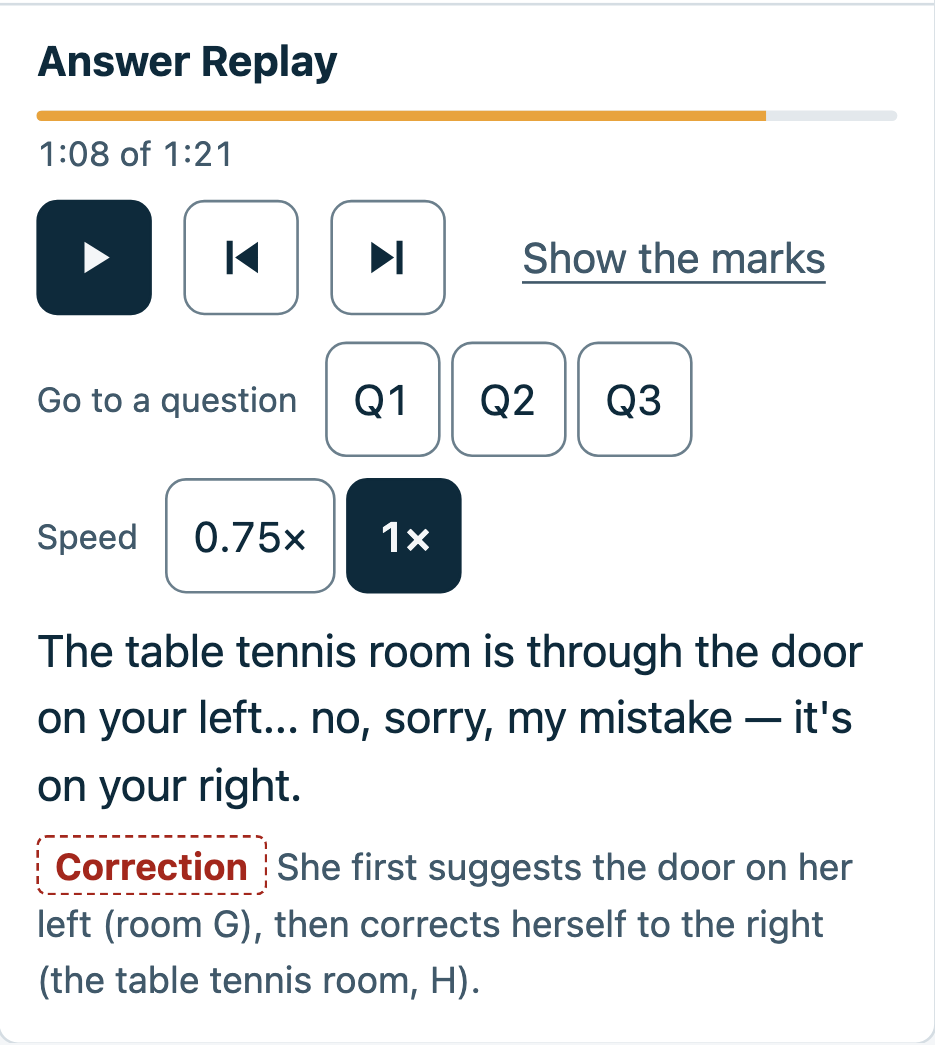 Answer Replay
1:08 of 1:21
Show the marks
Go to a question Q1 Q2 Q3
Speed 0.75× 1×
The table tennis room is through the door
on your left... no, sorry, my mistake — it's
on your right.
Correction She first suggests the door on her
left (room G), then corrects herself to the right
(the table tennis room, H).